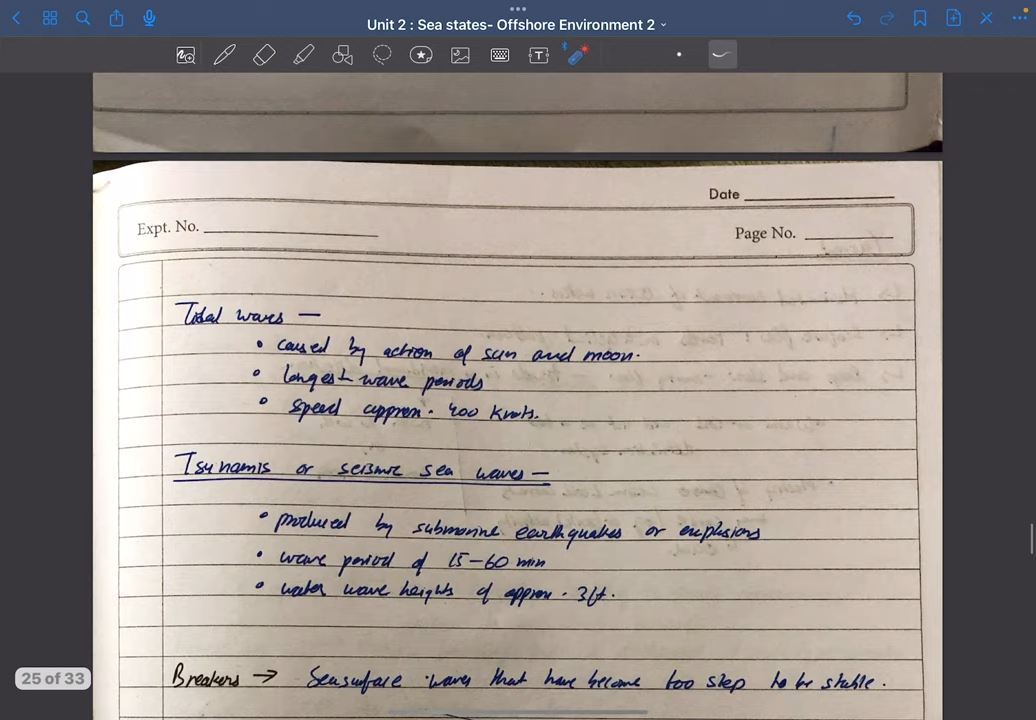 Unit 2 : Sea states- Offshore Environment 2
Date
Expt. No.
Page No.
Tidal waves —
• caused by action of sun and moon.
• longest wave periods
• speed approx. 400 knots.
Tsunamis or seismic sea waves —
• produced by submarine earthquakes or explosions
• wave period of 15-60 min
• water wave heights of approx. 3ft.
25 of 33
Breakers → Seasurface waves that have become too step to be stable.